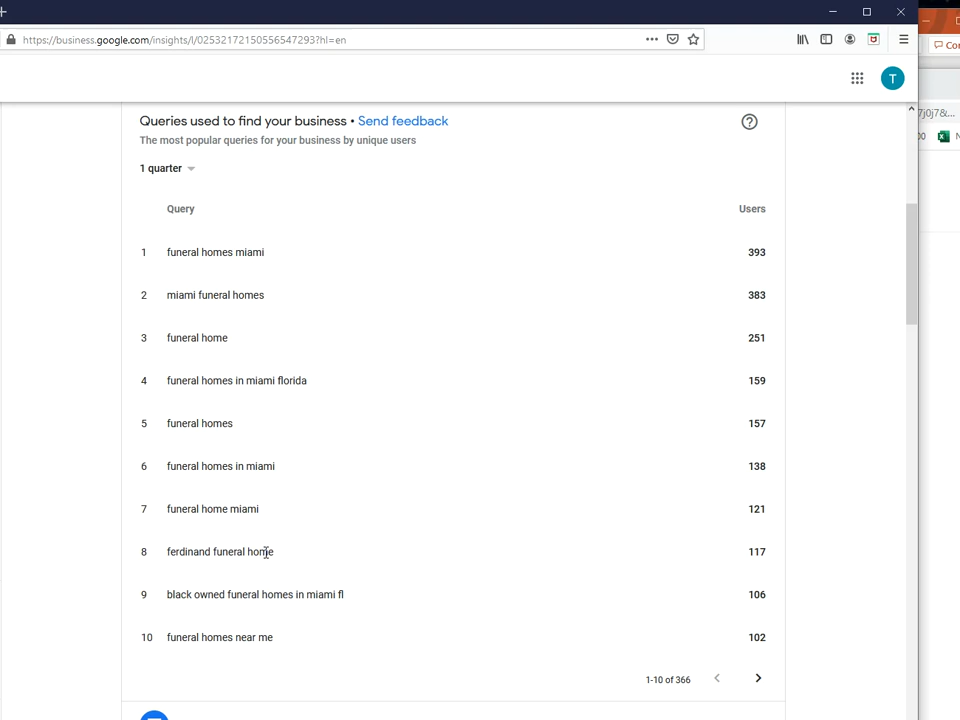 https://business.google.com/insights/l/02532172150556547293?hl=en
Con
T
7j0j7&...
00
N
Queries used to find your business • Send feedback
The most popular queries for your business by unique users
1 quarter
Query Users
1 funeral homes miami 393
2 miami funeral homes 383
3 funeral home 251
4 funeral homes in miami florida 159
5 funeral homes 157
6 funeral homes in miami 138
7 funeral home miami 121
8 ferdinand funeral home 117
9 black owned funeral homes in miami fl 106
10 funeral homes near me 102
1-10 of 366